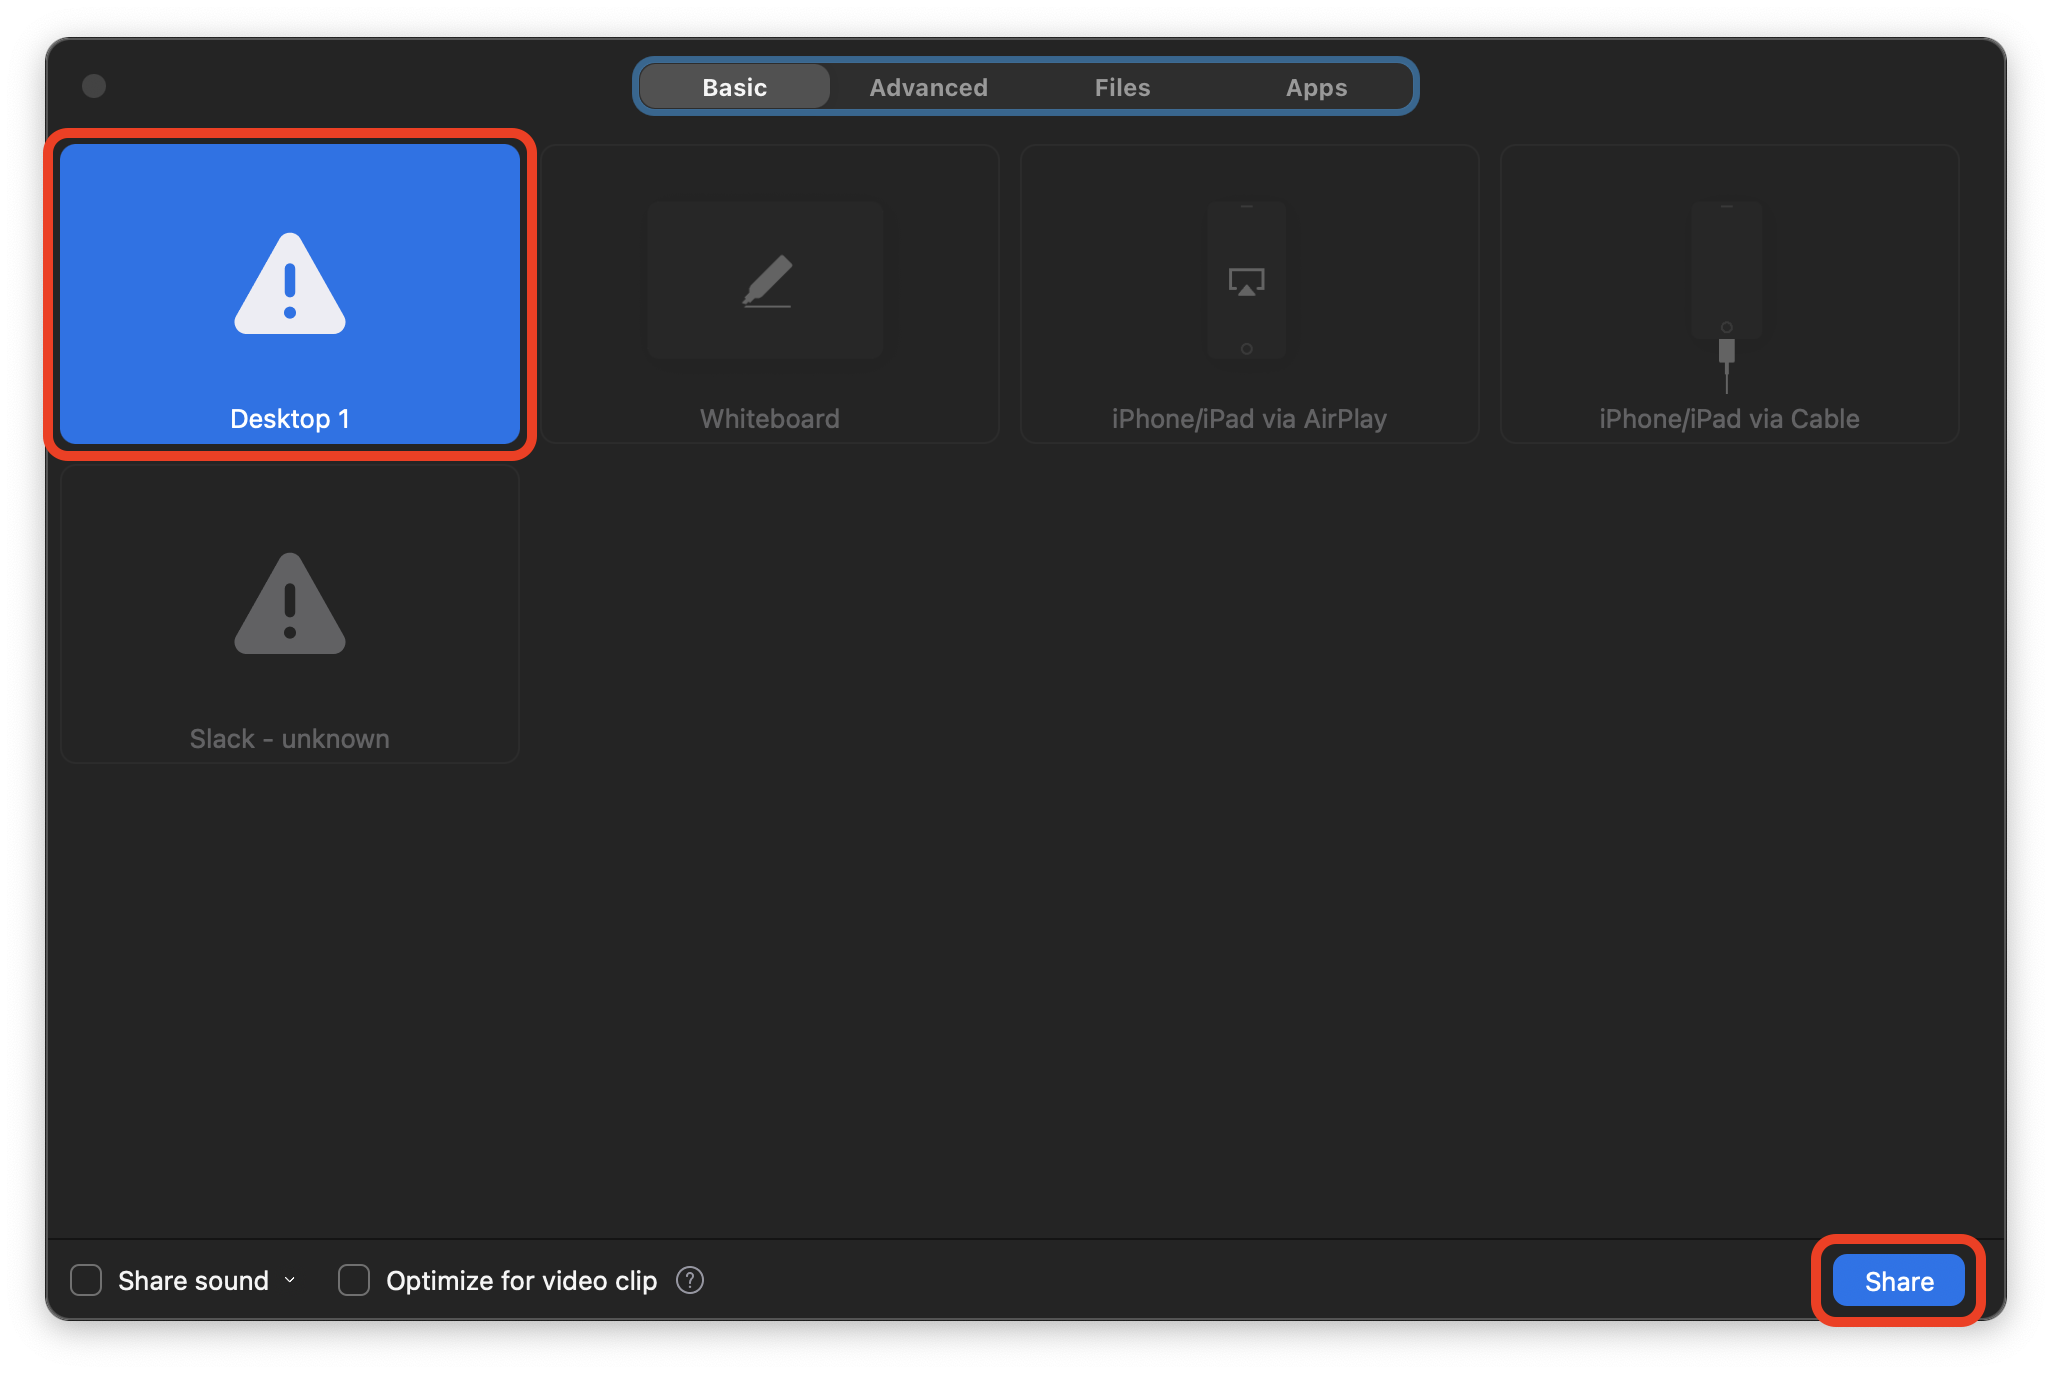 Basic
Advanced
Files
Apps
Desktop 1
Whiteboard
iPhone/iPad via AirPlay
iPhone/iPad via Cable
Slack - unknown
Share sound
Optimize for video clip
?
Share